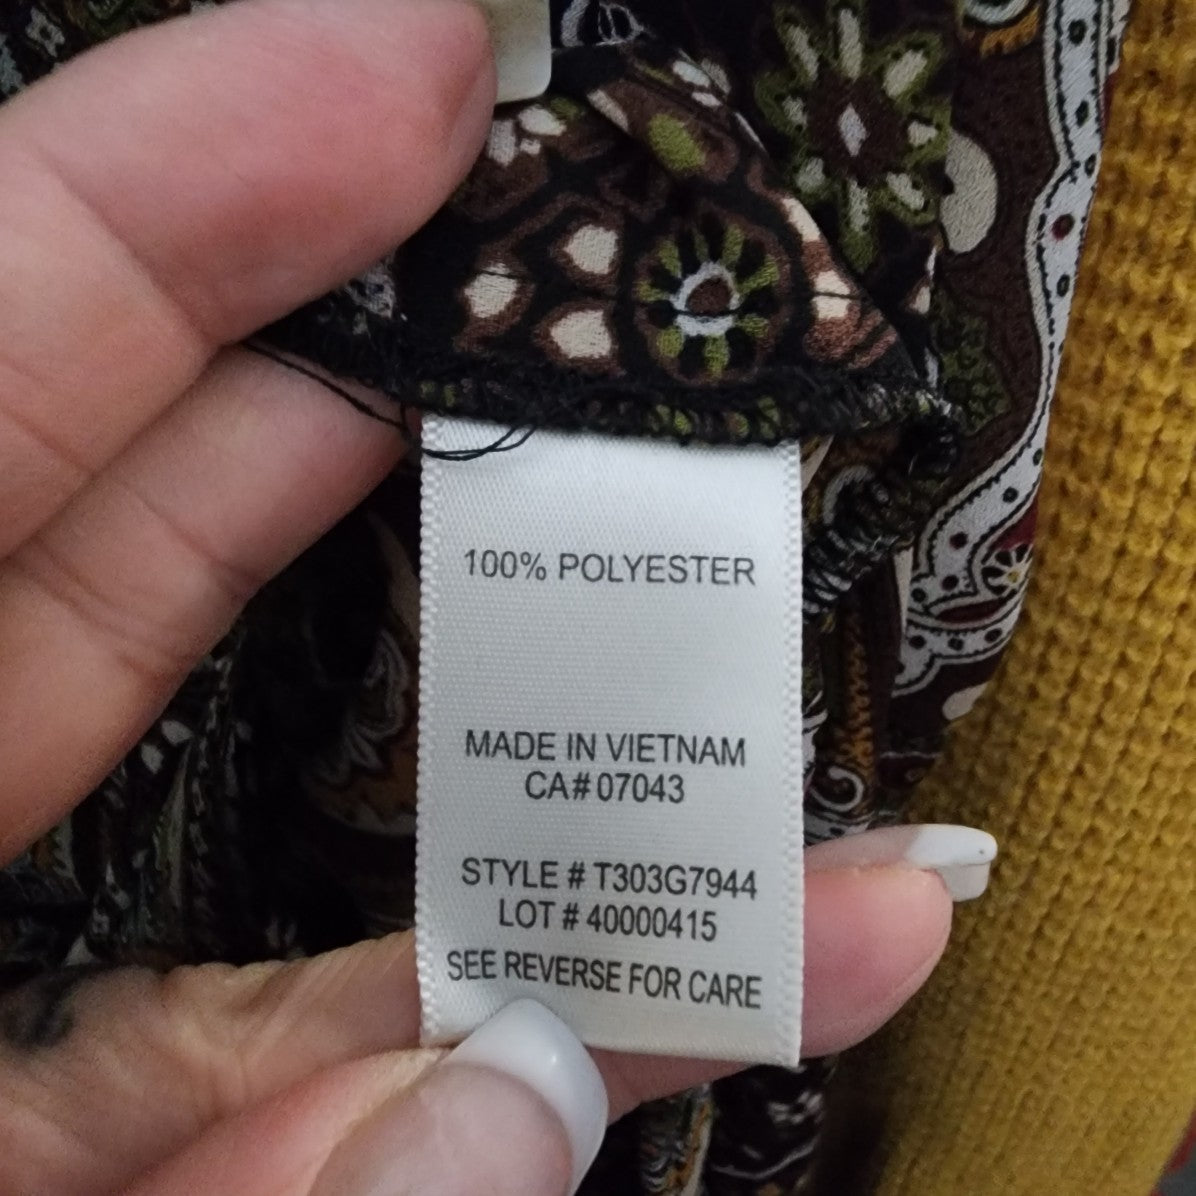 100% POLYESTER
MADE IN VIETNAM
CA# 07043
STYLE # T303G7944
LOT # 40000415
SEE REVERSE FOR CARE